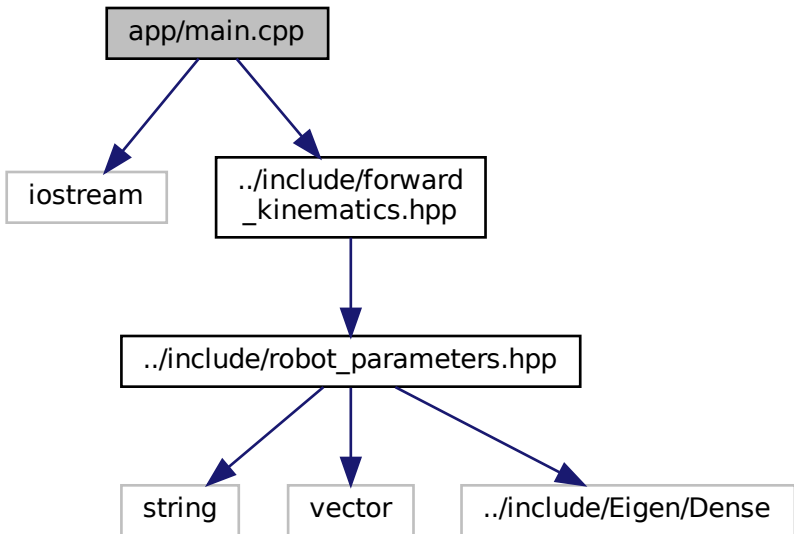 app/main.cpp
iostream
../include/forward
_kinematics.hpp
../include/robot_parameters.hpp
string
vector
../include/Eigen/Dense